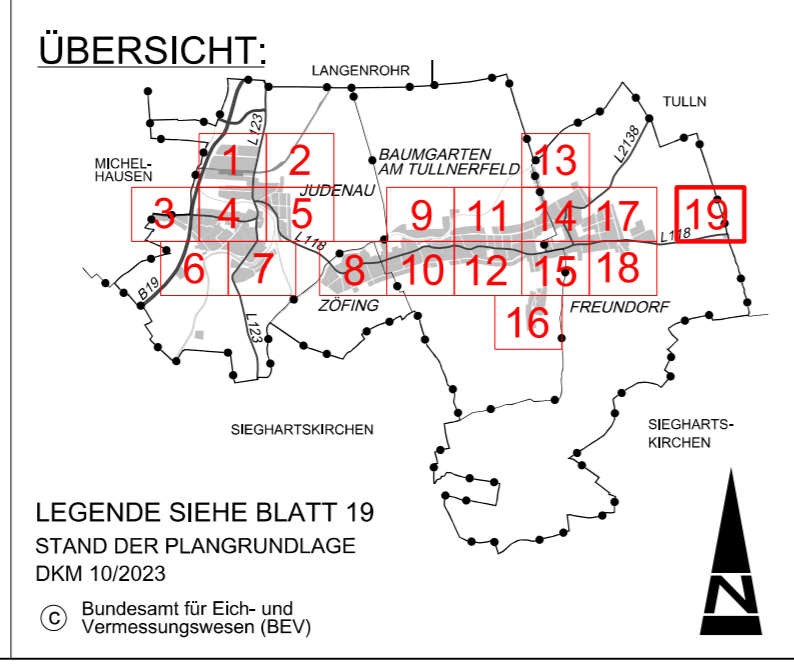 ÜBERSICHT:
LANGENROHR
TULLN
L123
L2138
MICHEL-
HAUSEN
BAUMGARTEN
AM TULLNERFELD
JUDENAU
1
2
13
3
4
5
9
11
14
17
19
L118
L118
6
7
8
10
12
15
18
B19
ZÖFING
FREUNDORF
L123
16
SIEGHARTSKIRCHEN
SIEGHARTS-
KIRCHEN
LEGENDE SIEHE BLATT 19
STAND DER PLANGRUNDLAGE
DKM 10/2023
© Bundesamt für Eich- und
Vermessungswesen (BEV)
N